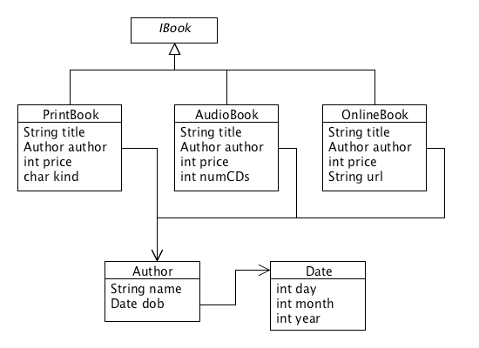 IBook
PrintBook
String title
Author author
int price
char kind
AudioBook
String title
Author author
int price
int numCDs
OnlineBook
String title
Author author
int price
String url
Author
String name
Date dob
Date
int day
int month
int year